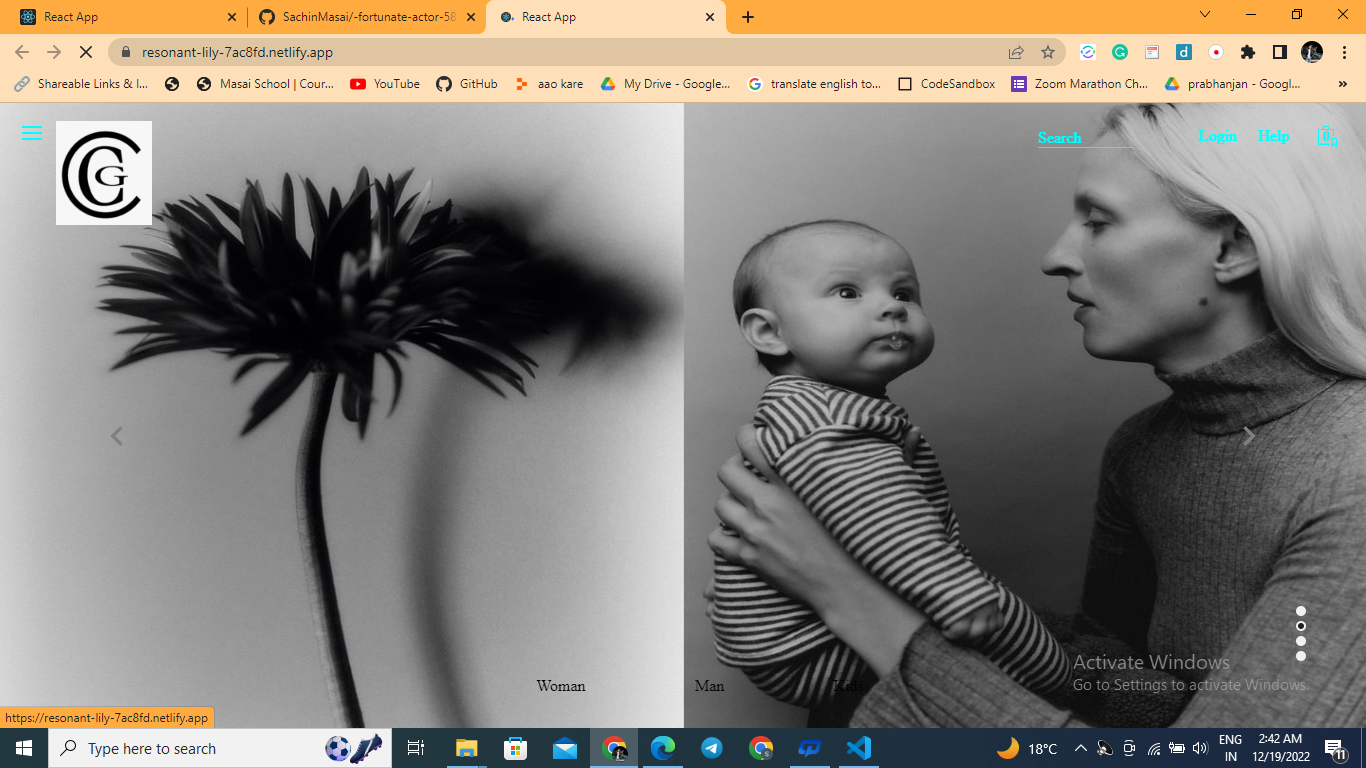 React App
SachinMasai/-fortunate-actor-58
React App
resonant-lily-7ac8fd.netlify.app
Shareable Links & I...
Masai School | Cour...
YouTube
GitHub
aao kare
My Drive - Google...
translate english to...
CodeSandbox
Zoom Marathon Ch...
prabhanjan - Googl...
»
CGC
Search
Login
Help
0
0
Woman
Man
Kids
Activate Windows
Go to Settings to activate Windows.
https://resonant-lily-7ac8fd.netlify.app
Type here to search
18°C
ENG
IN
2:42 AM
12/19/2022
11